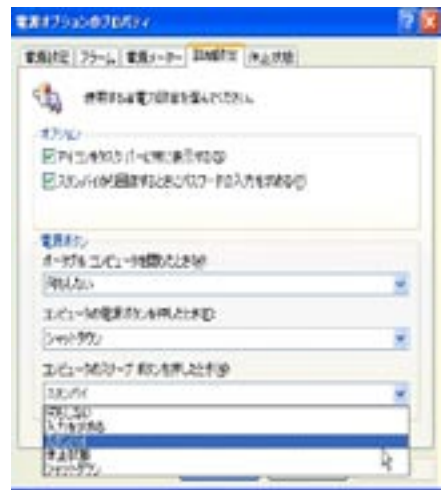 電源オプションのプロパティ
電源設定 アラーム 電源メーター 詳細設定 休止状態
使用する省電力設定を選んでください。
オプション
アイコンをタスク バーに常に表示する
スタンバイから回復するときにパスワードの入力を求める
電源ボタン
ポータブル コンピュータを閉じたとき
何もしない
コンピュータの電源ボタンを押したとき
シャットダウン
コンピュータのスリープ ボタンを押したとき
スタンバイ
何もしない
入力を求める
スタンバイ
休止状態
シャットダウン